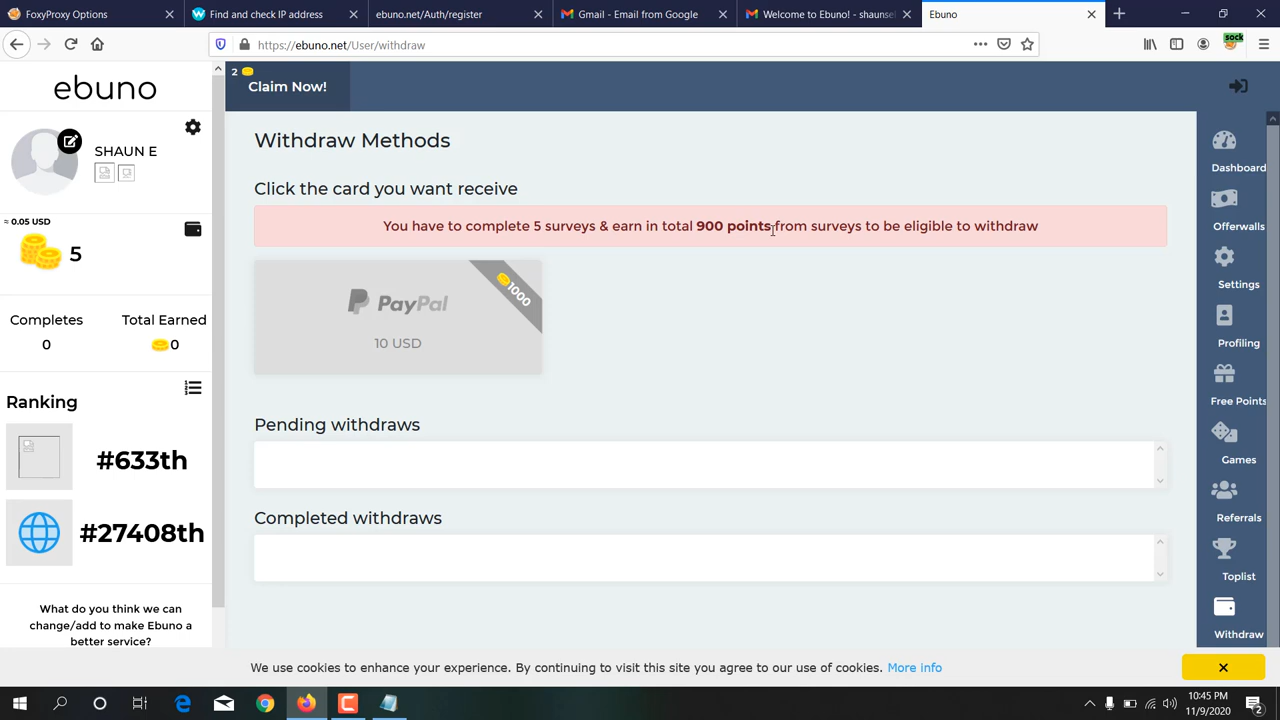 FoxyProxy Options
Find and check IP address
ebuno.net/Auth/register
Gmail - Email from Google
Welcome to Ebuno! - shaunsel
Ebuno
https://ebuno.net/User/withdraw
sock
ebuno
SHAUN E
≈ 0.05 USD
5
Completes
Total Earned
0
0
Ranking
#633th
#27408th
What do you think we can
change/add to make Ebuno a
better service?
2
Claim Now!
Withdraw Methods
Click the card you want receive
You have to complete 5 surveys & earn in total 900 points from surveys to be eligible to withdraw
1000
PayPal
10 USD
Pending withdraws
Completed withdraws
Dashboard
Offerwalls
Settings
Profiling
Free Points
Games
Referrals
Toplist
Withdraw
We use cookies to enhance your experience. By continuing to visit this site you agree to our use of cookies. More info
10:45 PM
11/9/2020
2